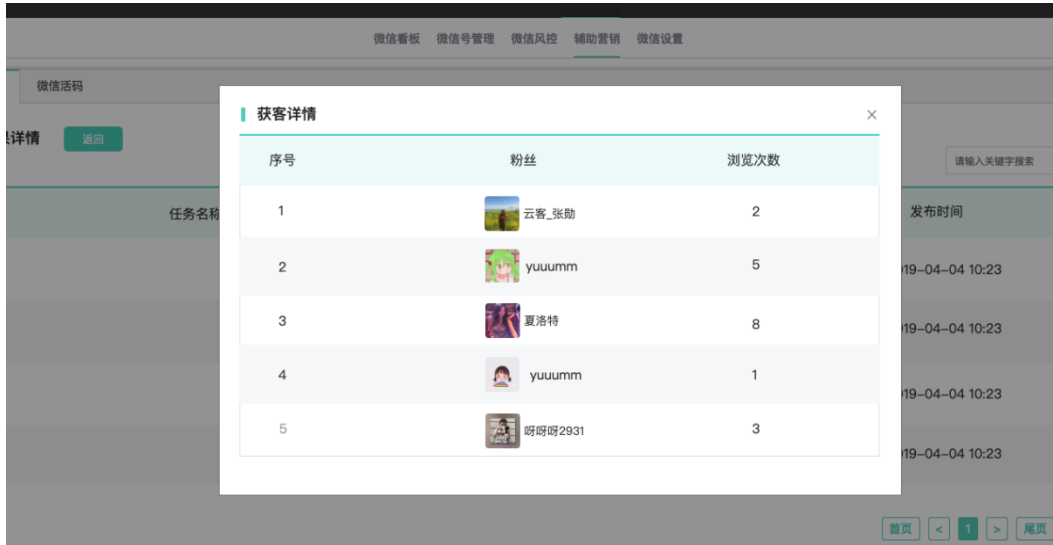 微信看板 微信号管理 微信风控 辅助营销 微信设置
微信活码
详情 返回
获客详情 ×
请输入关键字搜索
序号 粉丝 浏览次数
任务名称 发布时间
1 云客_张勋 2
2 yuuumm 5
19-04-04 10:23
3 夏洛特 8
19-04-04 10:23
4 yuuumm 1
19-04-04 10:23
5 呀呀呀2931 3
19-04-04 10:23
首页 < 1 > 尾页